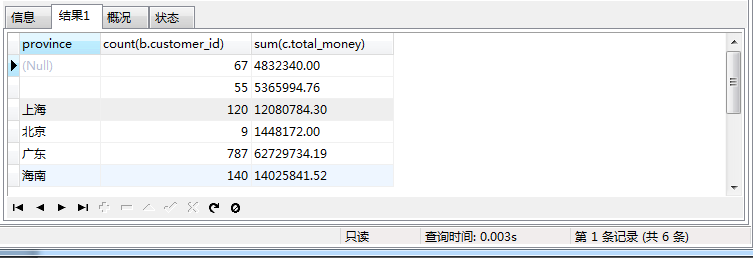 信息 结果1 概况 状态
province count(b.customer_id) sum(c.total_money)
(Null) 67 4832340.00
55 5365994.76
上海 120 12080784.30
北京 9 1448172.00
广东 787 62729734.19
海南 140 14025841.52
只读 查询时间: 0.003s 第 1 条记录 (共 6 条)